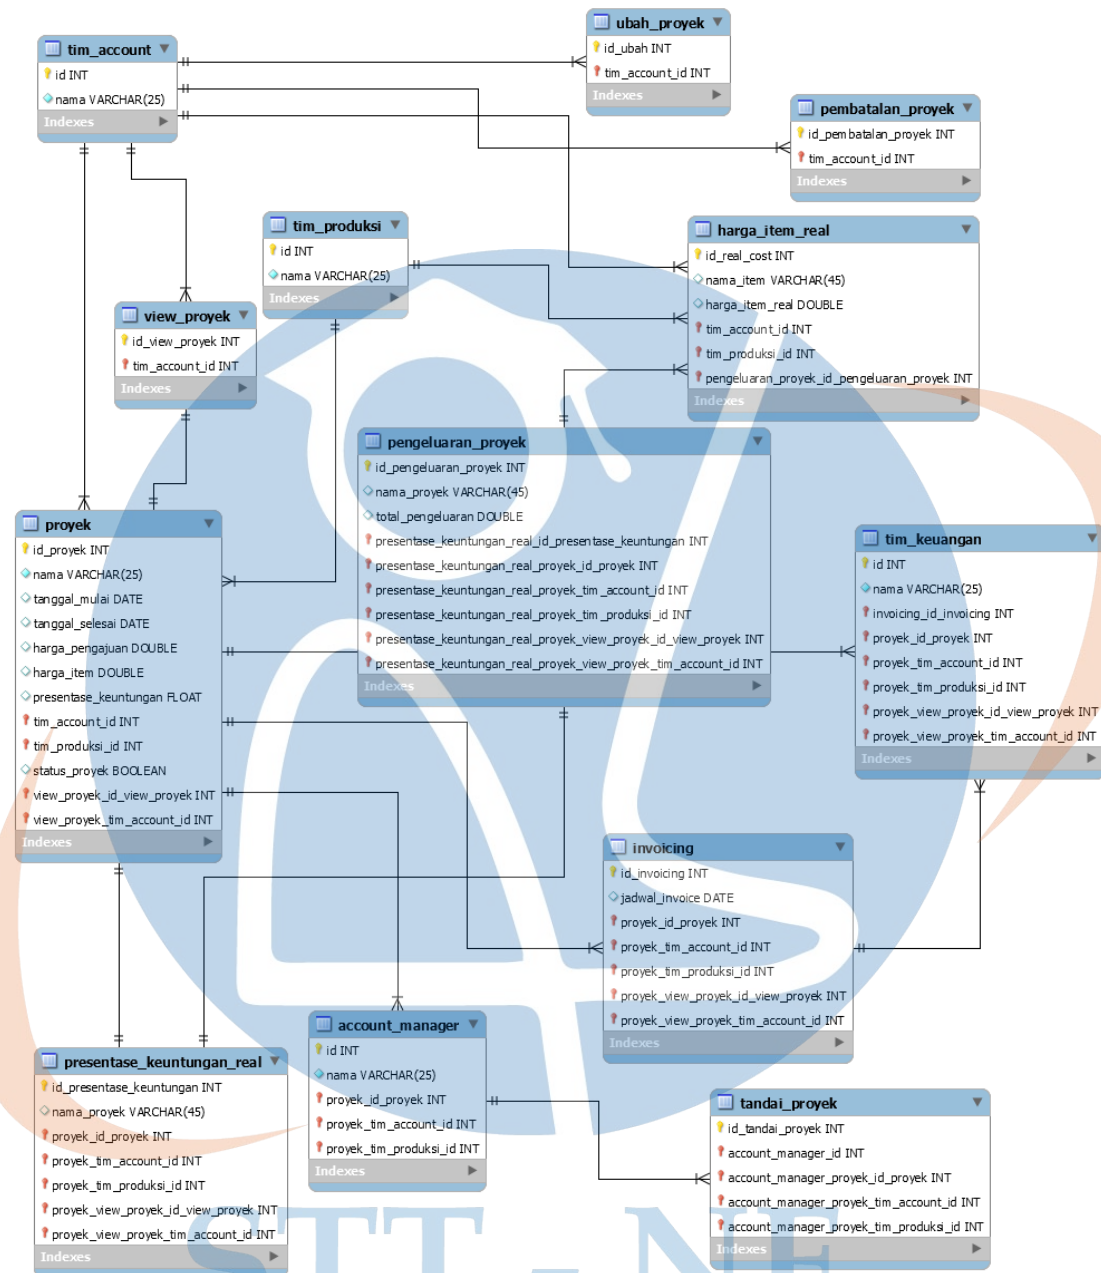 tim_account
id INT
nama VARCHAR(25)
Indexes
ubah_proyek
id_ubah INT
tim_account_id INT
Indexes
pembatalan_proyek
id_pembatalan_proyek INT
tim_account_id INT
Indexes
tim_produksi
id INT
nama VARCHAR(25)
Indexes
harga_item_real
id_real_cost INT
nama_item VARCHAR(45)
harga_item_real DOUBLE
tim_account_id INT
tim_produksi_id INT
pengeluaran_proyek_id_pengeluaran_proyek INT
Indexes
view_proyek
id_view_proyek INT
tim_account_id INT
Indexes
pengeluaran_proyek
id_pengeluaran_proyek INT
nama_proyek VARCHAR(45)
total_pengeluaran DOUBLE
presentase_keuntungan_real_id_presentase_keuntungan INT
presentase_keuntungan_real_proyek_id_proyek INT
presentase_keuntungan_real_proyek_tim_account_id INT
presentase_keuntungan_real_proyek_tim_produksi_id INT
presentase_keuntungan_real_proyek_view_proyek_id_view_proyek INT
presentase_keuntungan_real_proyek_view_proyek_tim_account_id INT
Indexes
proyek
id_proyek INT
nama VARCHAR(25)
tanggal_mulai DATE
tanggal_selesai DATE
harga_pengajuan DOUBLE
harga_item DOUBLE
presentase_keuntungan FLOAT
tim_account_id INT
tim_produksi_id INT
status_proyek BOOLEAN
view_proyek_id_view_proyek INT
view_proyek_tim_account_id INT
Indexes
tim_keuangan
id INT
nama VARCHAR(25)
invoicing_id_invoicing INT
proyek_id_proyek INT
proyek_tim_account_id INT
proyek_tim_produksi_id INT
proyek_view_proyek_id_view_proyek INT
proyek_view_proyek_tim_account_id INT
Indexes
invoicing
id_invoicing INT
jadwal_invoice DATE
proyek_id_proyek INT
proyek_tim_account_id INT
proyek_tim_produksi_id INT
proyek_view_proyek_id_view_proyek INT
proyek_view_proyek_tim_account_id INT
Indexes
account_manager
id INT
nama VARCHAR(25)
proyek_id_proyek INT
proyek_tim_account_id INT
proyek_tim_produksi_id INT
Indexes
presentase_keuntungan_real
id_presentase_keuntungan INT
nama_proyek VARCHAR(45)
proyek_id_proyek INT
proyek_tim_account_id INT
proyek_tim_produksi_id INT
proyek_view_proyek_id_view_proyek INT
proyek_view_proyek_tim_account_id INT
Indexes
tandai_proyek
id_tandai_proyek INT
account_manager_id INT
account_manager_proyek_id_proyek INT
account_manager_proyek_tim_account_id INT
account_manager_proyek_tim_produksi_id INT
Indexes
STT - NF